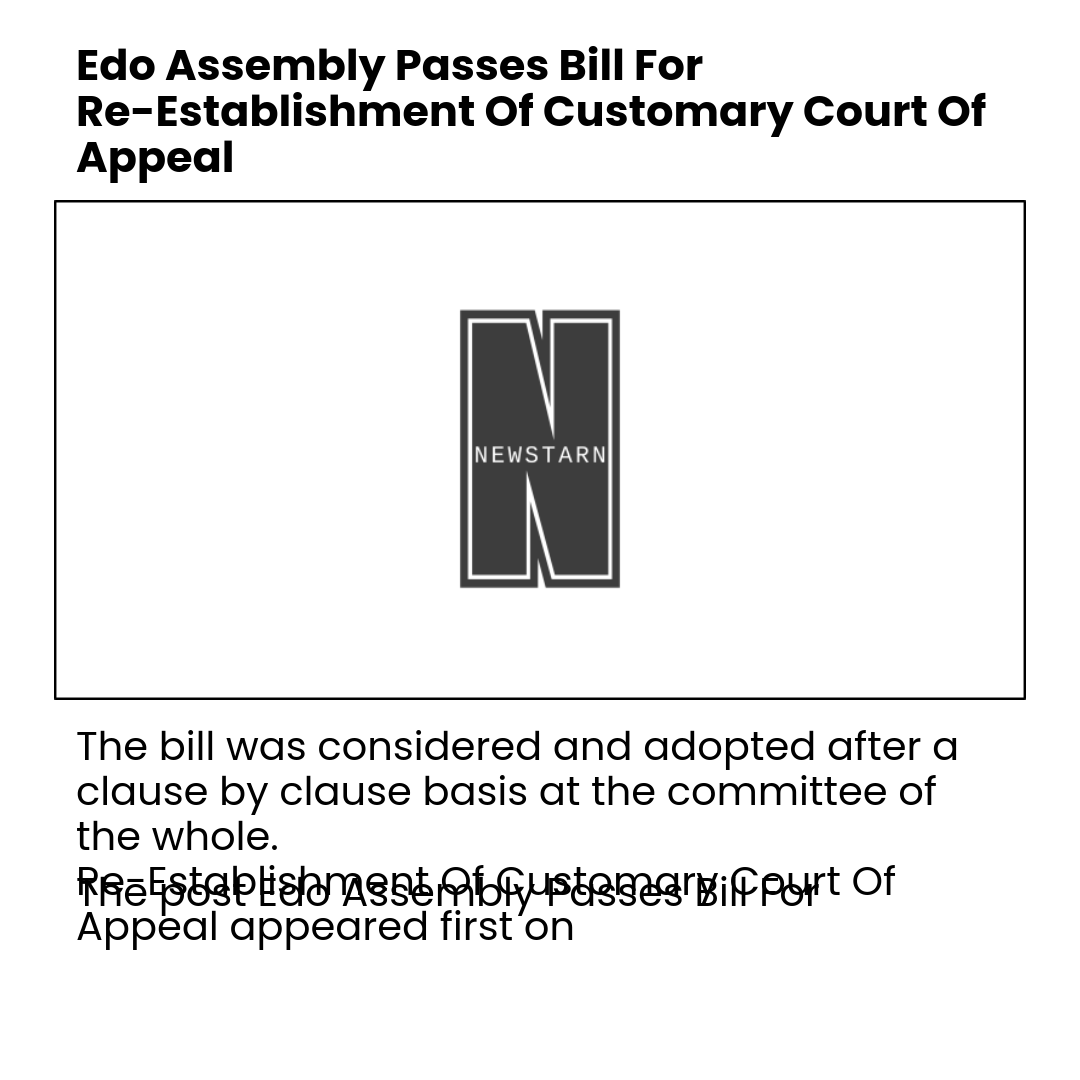 Edo Assembly Passes Bill For
Re-Establishment Of Customary Court Of
Appeal
NEWSTARN
The bill was considered and adopted after a
clause by clause basis at the committee of
the whole.
The post Edo Assembly Passes Bill For
Re-Establishment Of Customary Court Of
Appeal appeared first on